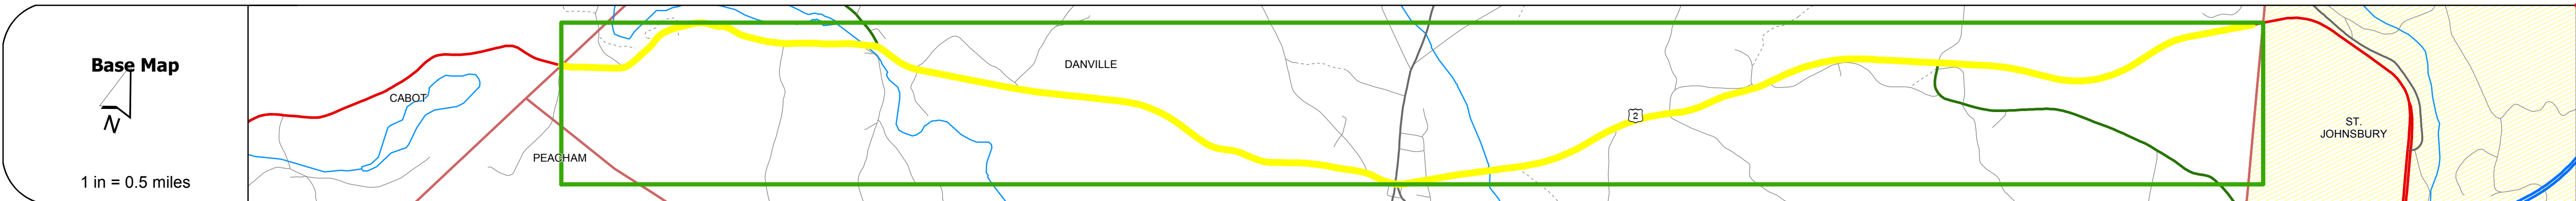 Base Map
N
1 in = 0.5 miles
CABOT
PEACHAM
DANVILLE
2
ST.
JOHNSBURY